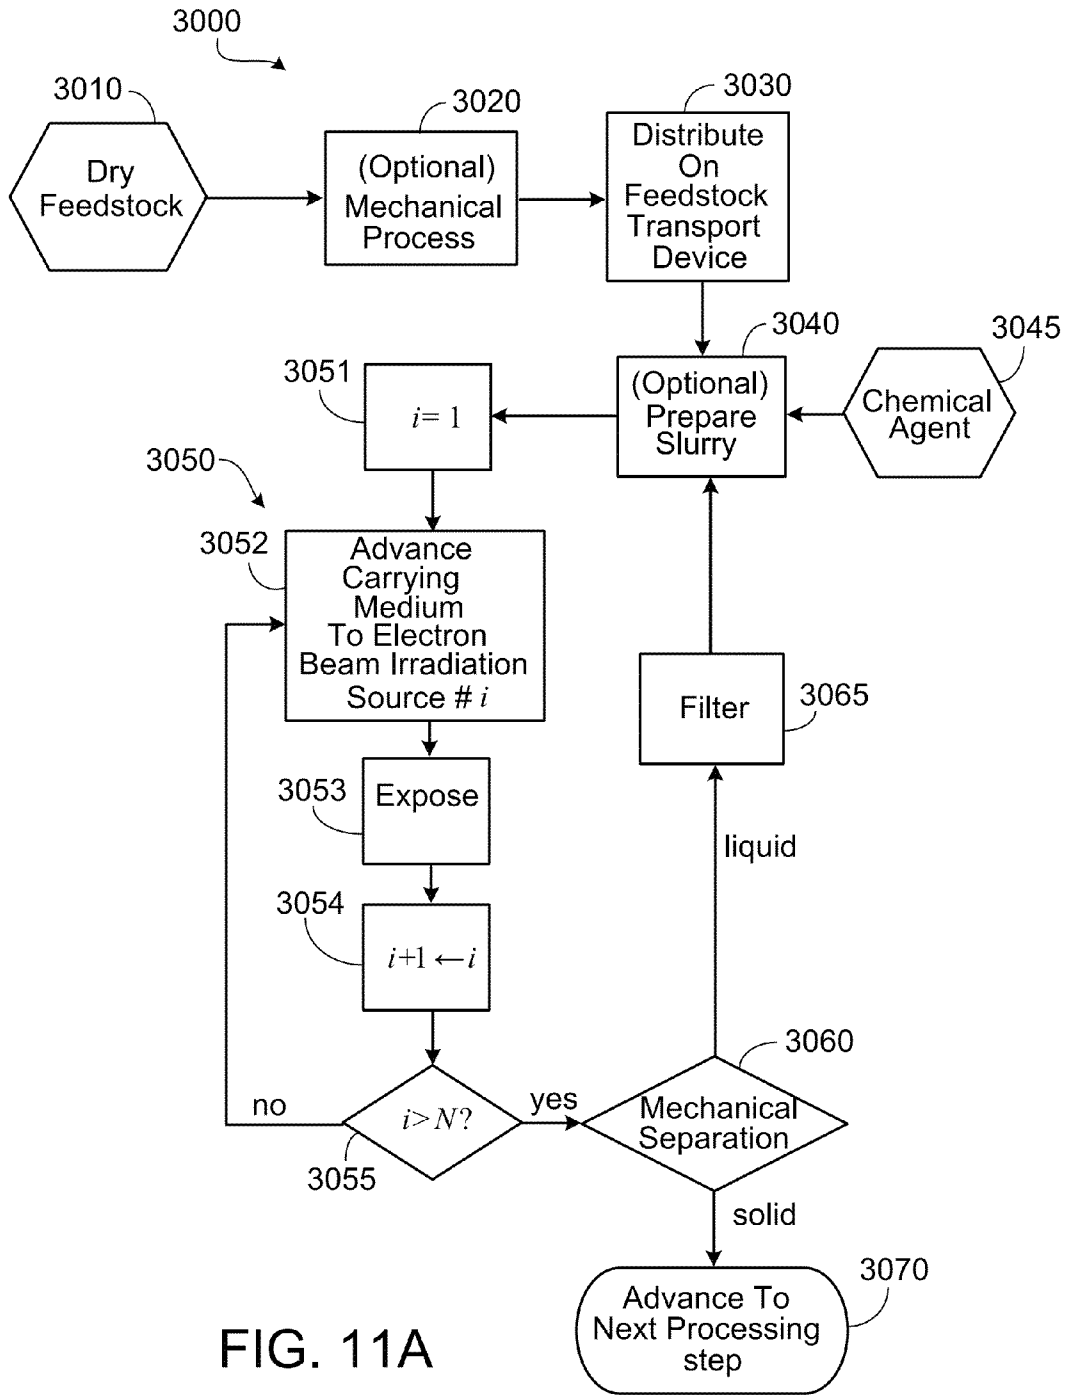 3000
3010
Dry
Feedstock
3020
(Optional)
Mechanical
Process
3030
Distribute
On
Feedstock
Transport
Device
3040
(Optional)
Prepare
Slurry
3045
Chemical
Agent
3051
i= 1
3050
3052
Advance
Carrying
Medium
To Electron
Beam Irradiation
Source # i
3053
Expose
3054
i+1 ← i
3055
i>N?
no
yes
3060
Mechanical
Separation
liquid
3065
Filter
solid
3070
Advance To
Next Processing
step
FIG. 11A